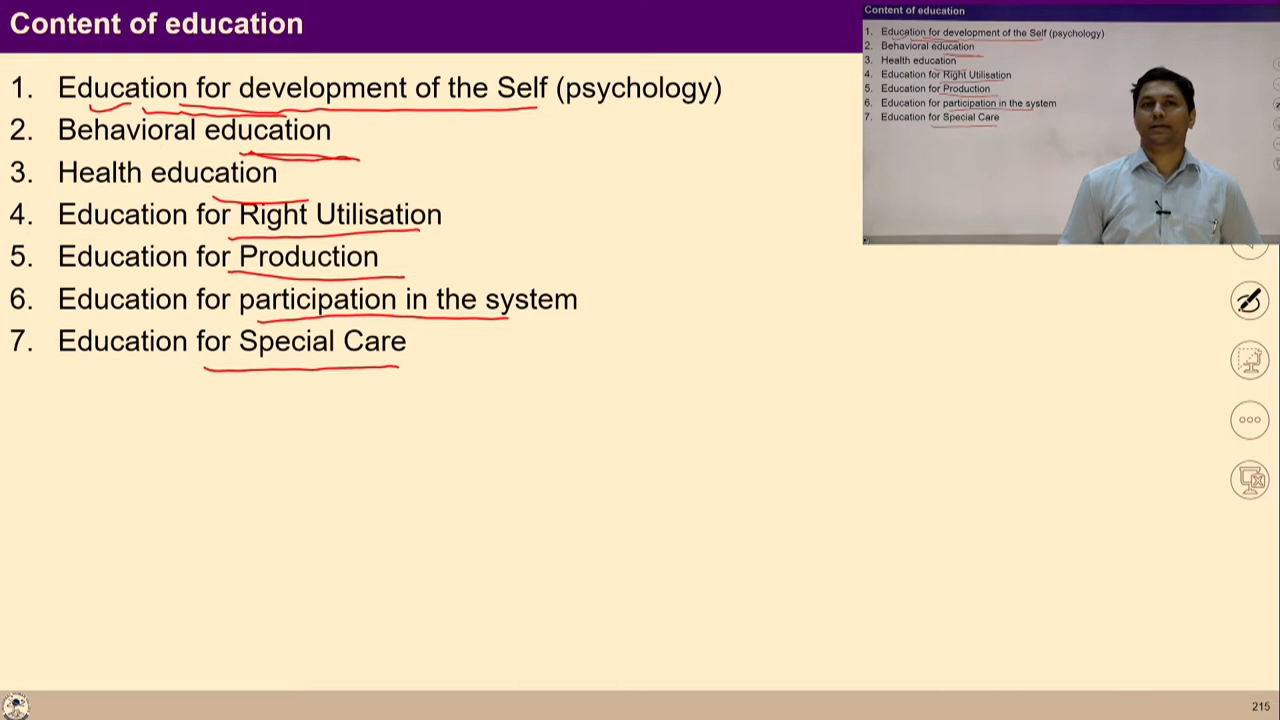 Content of education
1. Education for development of the Self (psychology)
2. Behavioral education
3. Health education
4. Education for Right Utilisation
5. Education for Production
6. Education for participation in the system
7. Education for Special Care
Content of education
1. Education for development of the Self (psychology)
2. Behavioral education
3. Health education
4. Education for Right Utilisation
5. Education for Production
6. Education for participation in the system
7. Education for Special Care
215